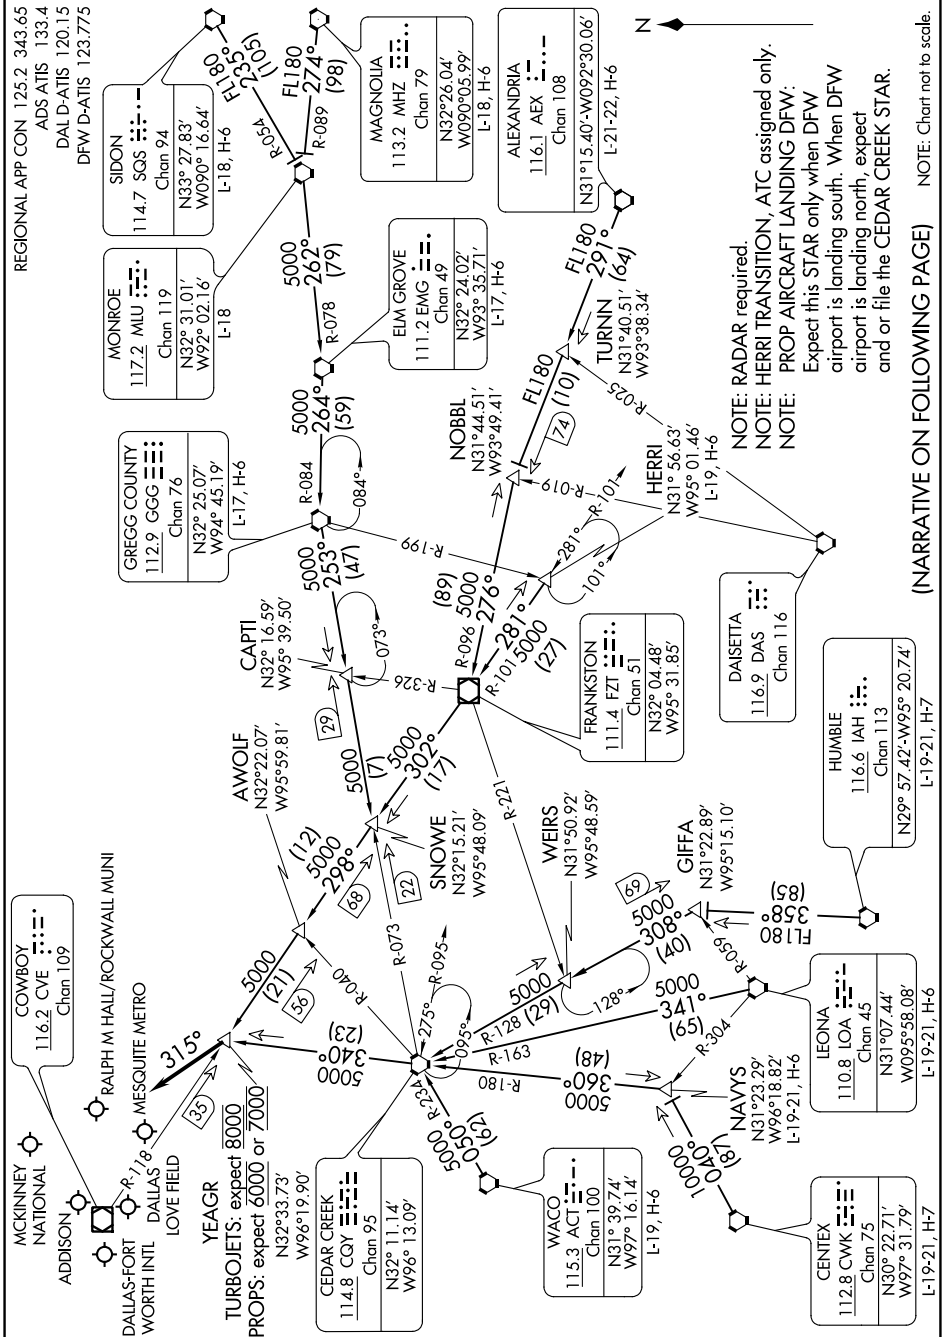 REGIONAL APP CON 125.2 343.65
ADS ATIS 133.4
DAL D-ATIS 120.15
DFW D-ATIS 123.775
COWBOY
116.2 CVE
Chan 109
MCKINNEY
NATIONAL
ADDISON
DALLAS-FORT
WORTH INTL
DALLAS
LOVE FIELD
RALPH M HALL/ROCKWALL MUNI
MESQUITE METRO
R-118
35
315°
YEAGR
TURBOJETS: expect 8000
PROPS: expect 6000 or 7000
N32°33.73′
W96°19.90′
5000
(21)
56
AWOLF
N32°22.07′
W95°59.81′
R-040
(12)
5000
298°
68
22
SNOWE
N32°15.21′
W95°48.09′
R-073
5000
(7)
29
CAPTI
N32° 16.59′
W95° 39.50′
073°
R-326
5000
302°
(17)
5000
253°
(47)
GREGG COUNTY
112.9 GGG
Chan 76
N32° 25.07′
W94° 45.19′
L-17, H-6
R-084
084°
R-199
5000
264°
(59)
ELM GROVE
111.2 EMG
Chan 49
N32° 24.02′
W93° 35.71′
L-17, H-6
R-078
5000
262°
(79)
MONROE
117.2 MLU
Chan 119
N32° 31.01′
W92° 02.16′
L-18
SIDON
114.7 SQS
Chan 94
N33° 27.83′
W090° 16.64′
L-18, H-6
FL180
235°
(105)
R-054
FL180
274°
(98)
R-089
MAGNOLIA
113.2 MHZ
Chan 79
N32°26.04′
W090°05.99′
L-18, H-6
ALEXANDRIA
116.1 AEX
Chan 108
N31°15.40′-W092°30.06′
L-21-22, H-6
FL180
291°
(64)
TURNN
N31°40.51′
W93°38.34′
R-025
FL180
(10)
74
NOBBL
N31°44.51′
W93°49.41′
R-019
(89)
5000
276°
R-096
R-101
281°
5000
(27)
281°
101°
R-101
HERRI
N31° 56.63′
W95° 01.46′
L-19, H-6
FRANKSTON
111.4 FZT
Chan 51
N32° 04.48′
W95° 31.85′
DAISETTA
116.9 DAS
Chan 116
R-221
WEIRS
N31°50.92′
W95°48.59′
128°
69
5000
308°
(40)
GIFFA
N31°22.89′
W95°15.10′
R-059
FL180
358°
(85)
HUMBLE
116.6 IAH
Chan 113
N29° 57.42′-W95° 20.74′
L-19-21, H-7
5000
(29)
R-128
R-163
R-180
275°
R-095
095°
5000
340°
(23)
CEDAR CREEK
114.8 CQY
Chan 95
N32° 11.14′
W96° 13.09′
5000
050°
(62)
R-234
WACO
115.3 ACT
Chan 100
N31° 39.74′
W97° 16.14′
L-19, H-6
5000
360°
(48)
5000
341°
(65)
R-304
LEONA
110.8 LOA
Chan 45
N31°07.44′
W095°58.08′
L-19-21, H-6
NAVYS
N31°23.29′
W96°18.82′
L-19-21, H-6
10000
040°
(87)
CENTEX
112.8 CWK
Chan 75
N30° 22.71′
W97° 31.79′
L-19-21, H-7
N
NOTE: RADAR required.
NOTE: HERRI TRANSITION, ATC assigned only.
NOTE: PROP AIRCRAFT LANDING DFW:
Expect this STAR only when DFW
airport is landing south. When DFW
airport is landing north, expect
and or file the CEDAR CREEK STAR.
(NARRATIVE ON FOLLOWING PAGE)
NOTE: Chart not to scale.